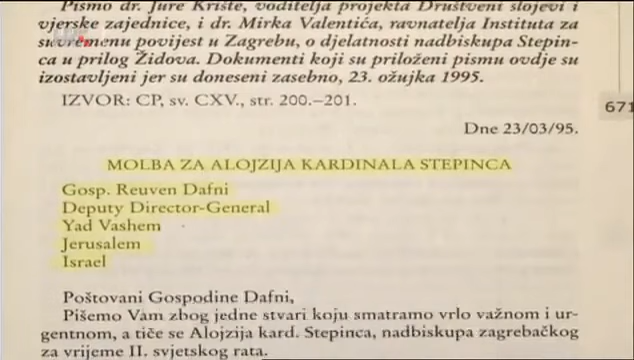 Pismo dr. Jure Krište, voditelja projekta Društveni slojevi i
vjerske zajednice, i dr. Mirka Valentića, ravnatelja Instituta za
suvremenu povijest u Zagrebu, o djelatnosti nadbiskupa Stepin-
ca u prilog Židova. Dokumenti koji su priloženi pismu ovdje su
izostavljeni jer su doneseni zasebno, 23. ožujka 1995.
IZVOR: CP, sv. CXV., str. 200.–201.
671
Dne 23/03/95.
MOLBA ZA ALOJZIJA KARDINALA STEPINCA
Gosp. Reuven Dafni
Deputy Director-General
Yad Vashem
Jerusalem
Israel
Poštovani Gospodine Dafni,
Pišemo Vam zbog jedne stvari koju smatramo vrlo važnom i ur-
gentnom, a tiče se Alojzija kard. Stepinca, nadbiskupa zagrebačkog
za vrijeme II. svjetskog rata.